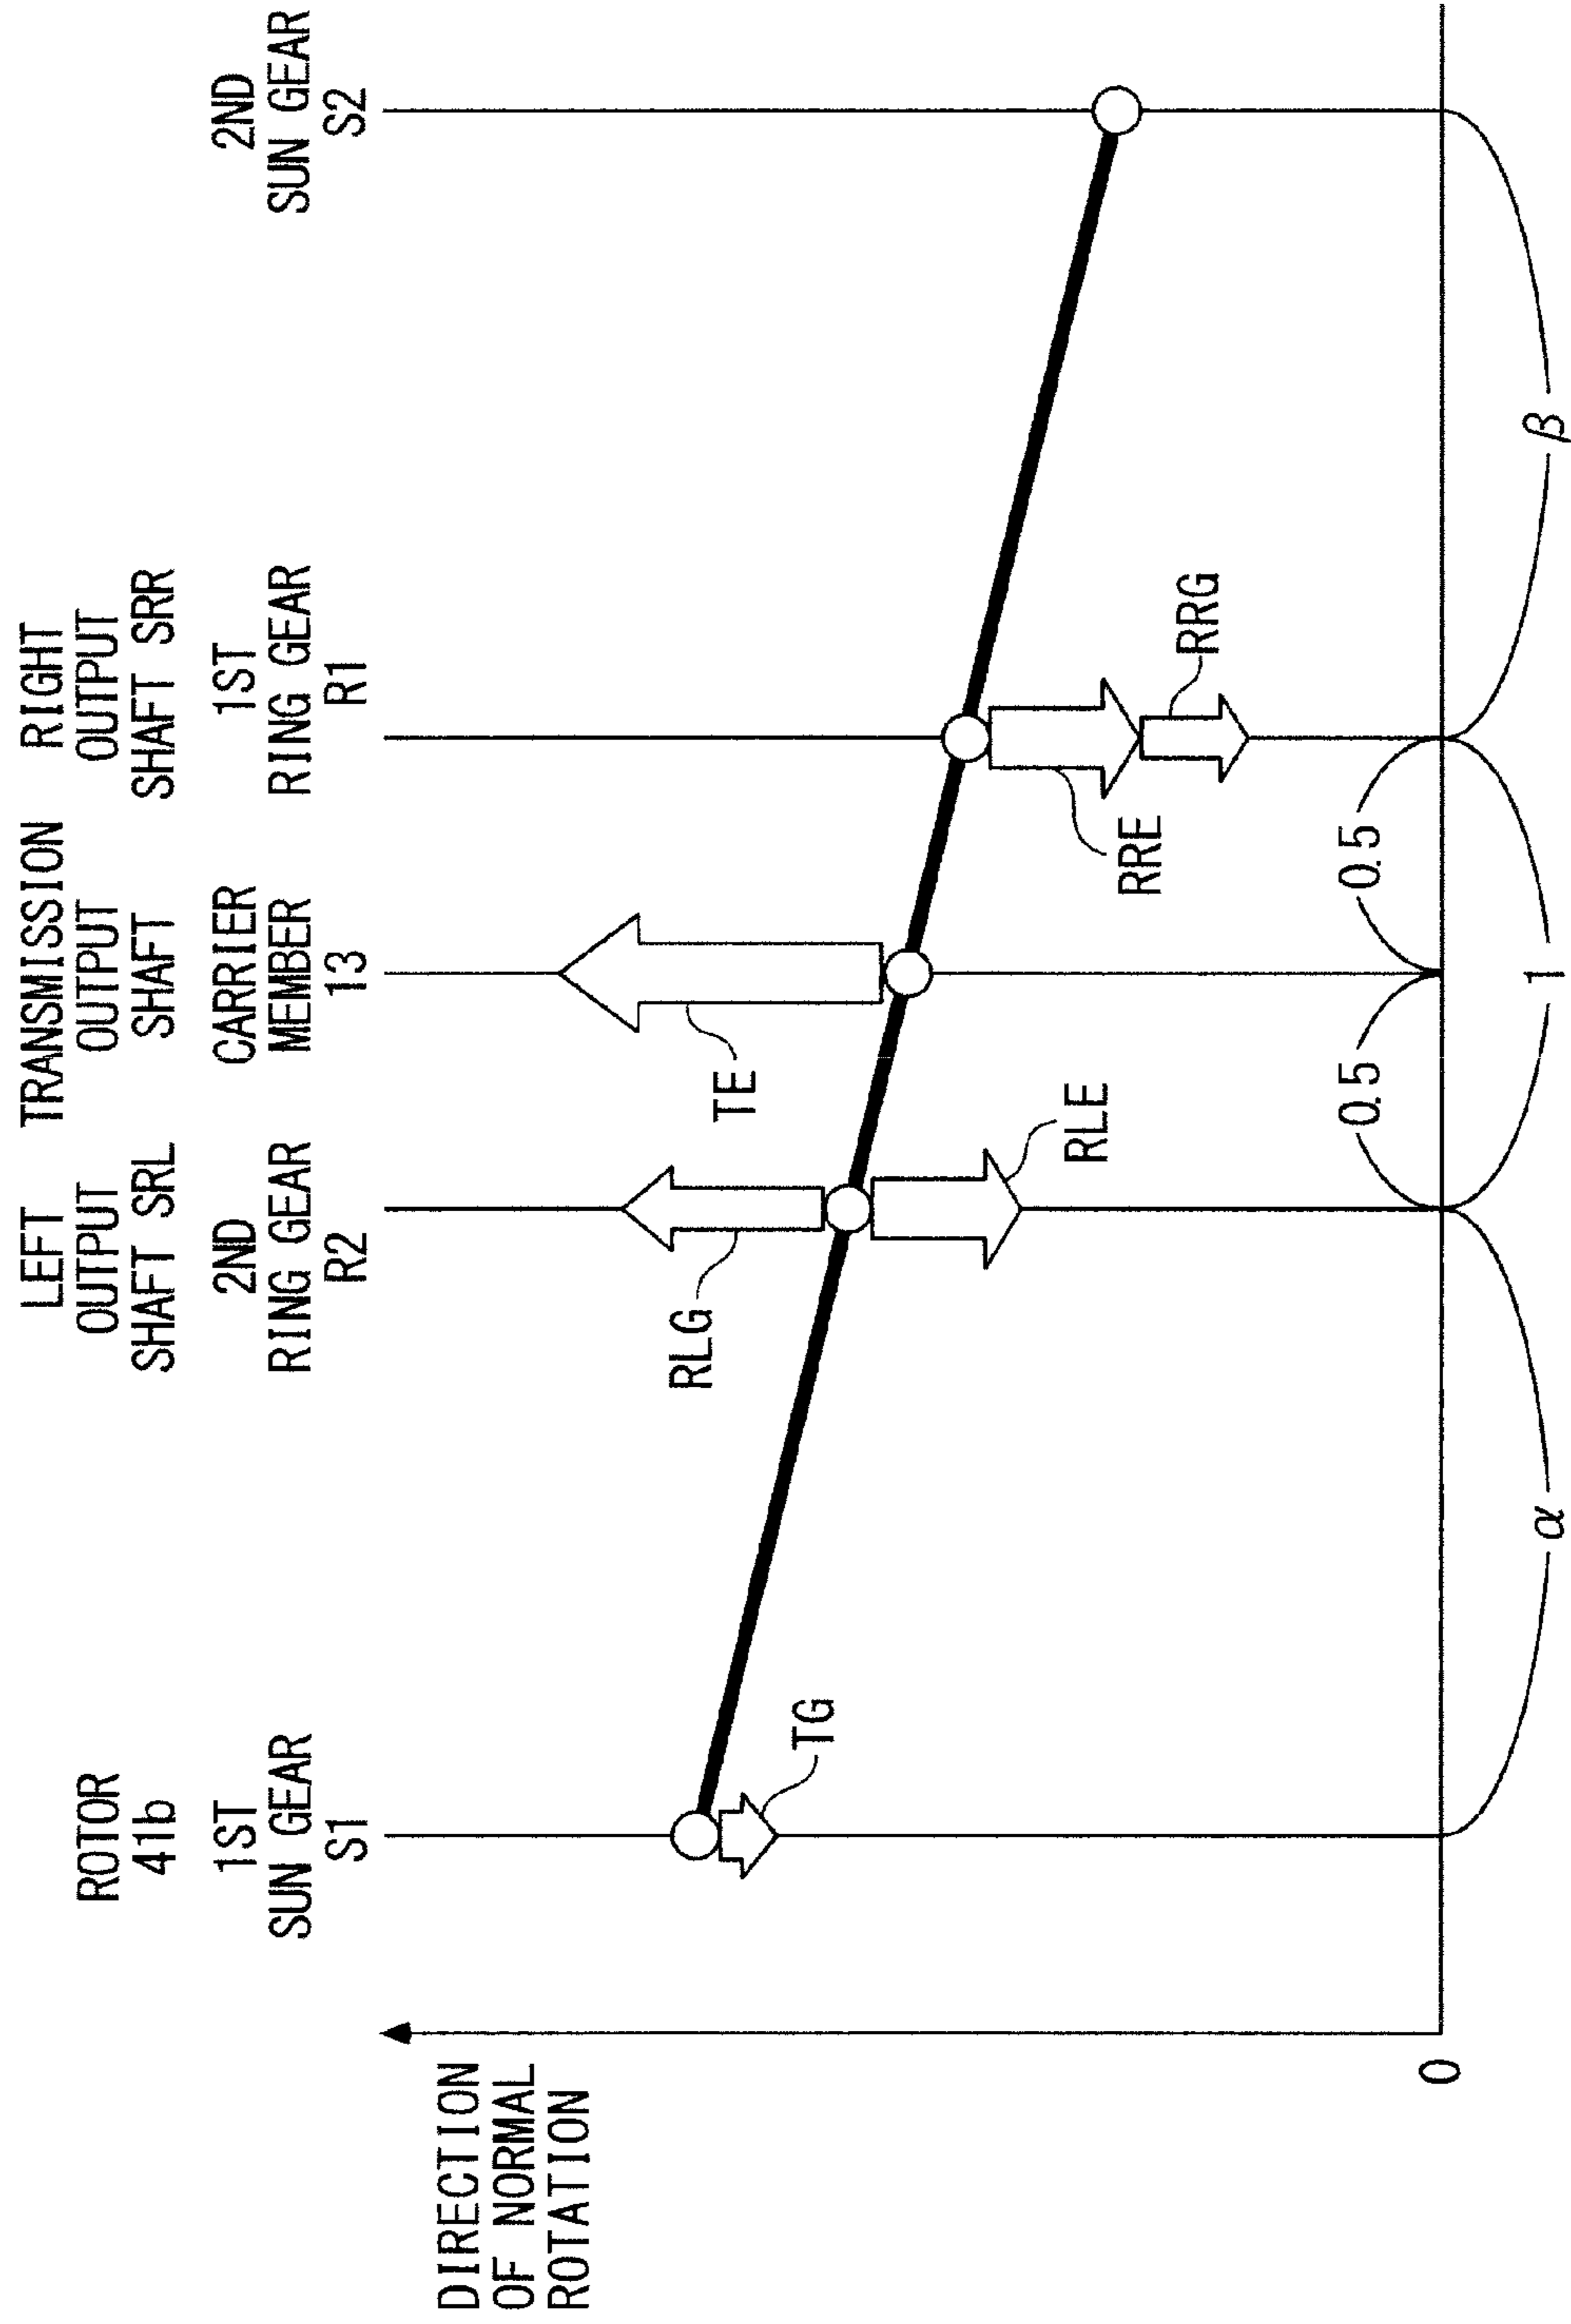 ROTOR
41b
1ST
SUN GEAR
S1
LEFT
OUTPUT
SHAFT SRL
2ND
RING GEAR
R2
TRANSMISSION
OUTPUT
SHAFT
CARRIER
MEMBER
13
RIGHT
OUTPUT
SHAFT SRR
1ST
RING GEAR
R1
2ND
SUN GEAR
S2
DIRECTION
OF NORMAL
ROTATION
TG
RLG
RLE
TE
RRE
RRG
0
0.5
0.5
α
1
β